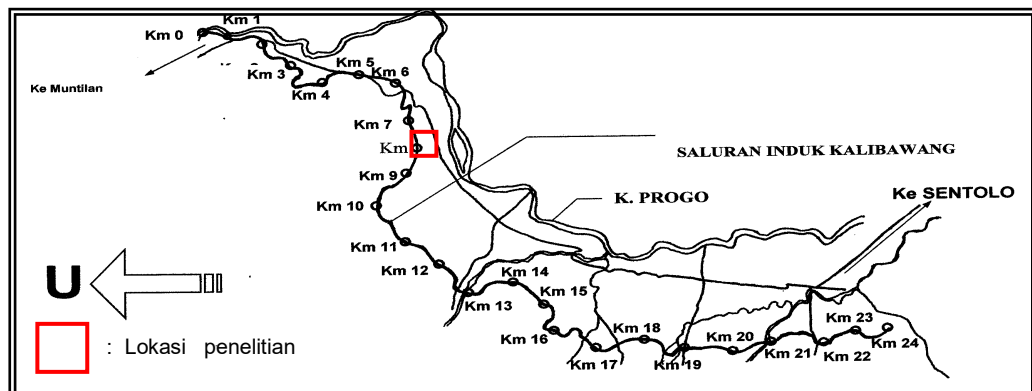 Km 0
Km 1
Km 3
Km 4
Km 5
Km 6
Ke Muntilan
Km 7
Km
Km 9
Km 10
Km 11
Km 12
Km 13
Km 14
Km 15
Km 16
Km 17
Km 18
Km 19
Km 20
Km 21
Km 22
Km 23
Km 24
SALURAN INDUK KALIBAWANG
K. PROGO
Ke SENTOLO
U
: Lokasi penelitian